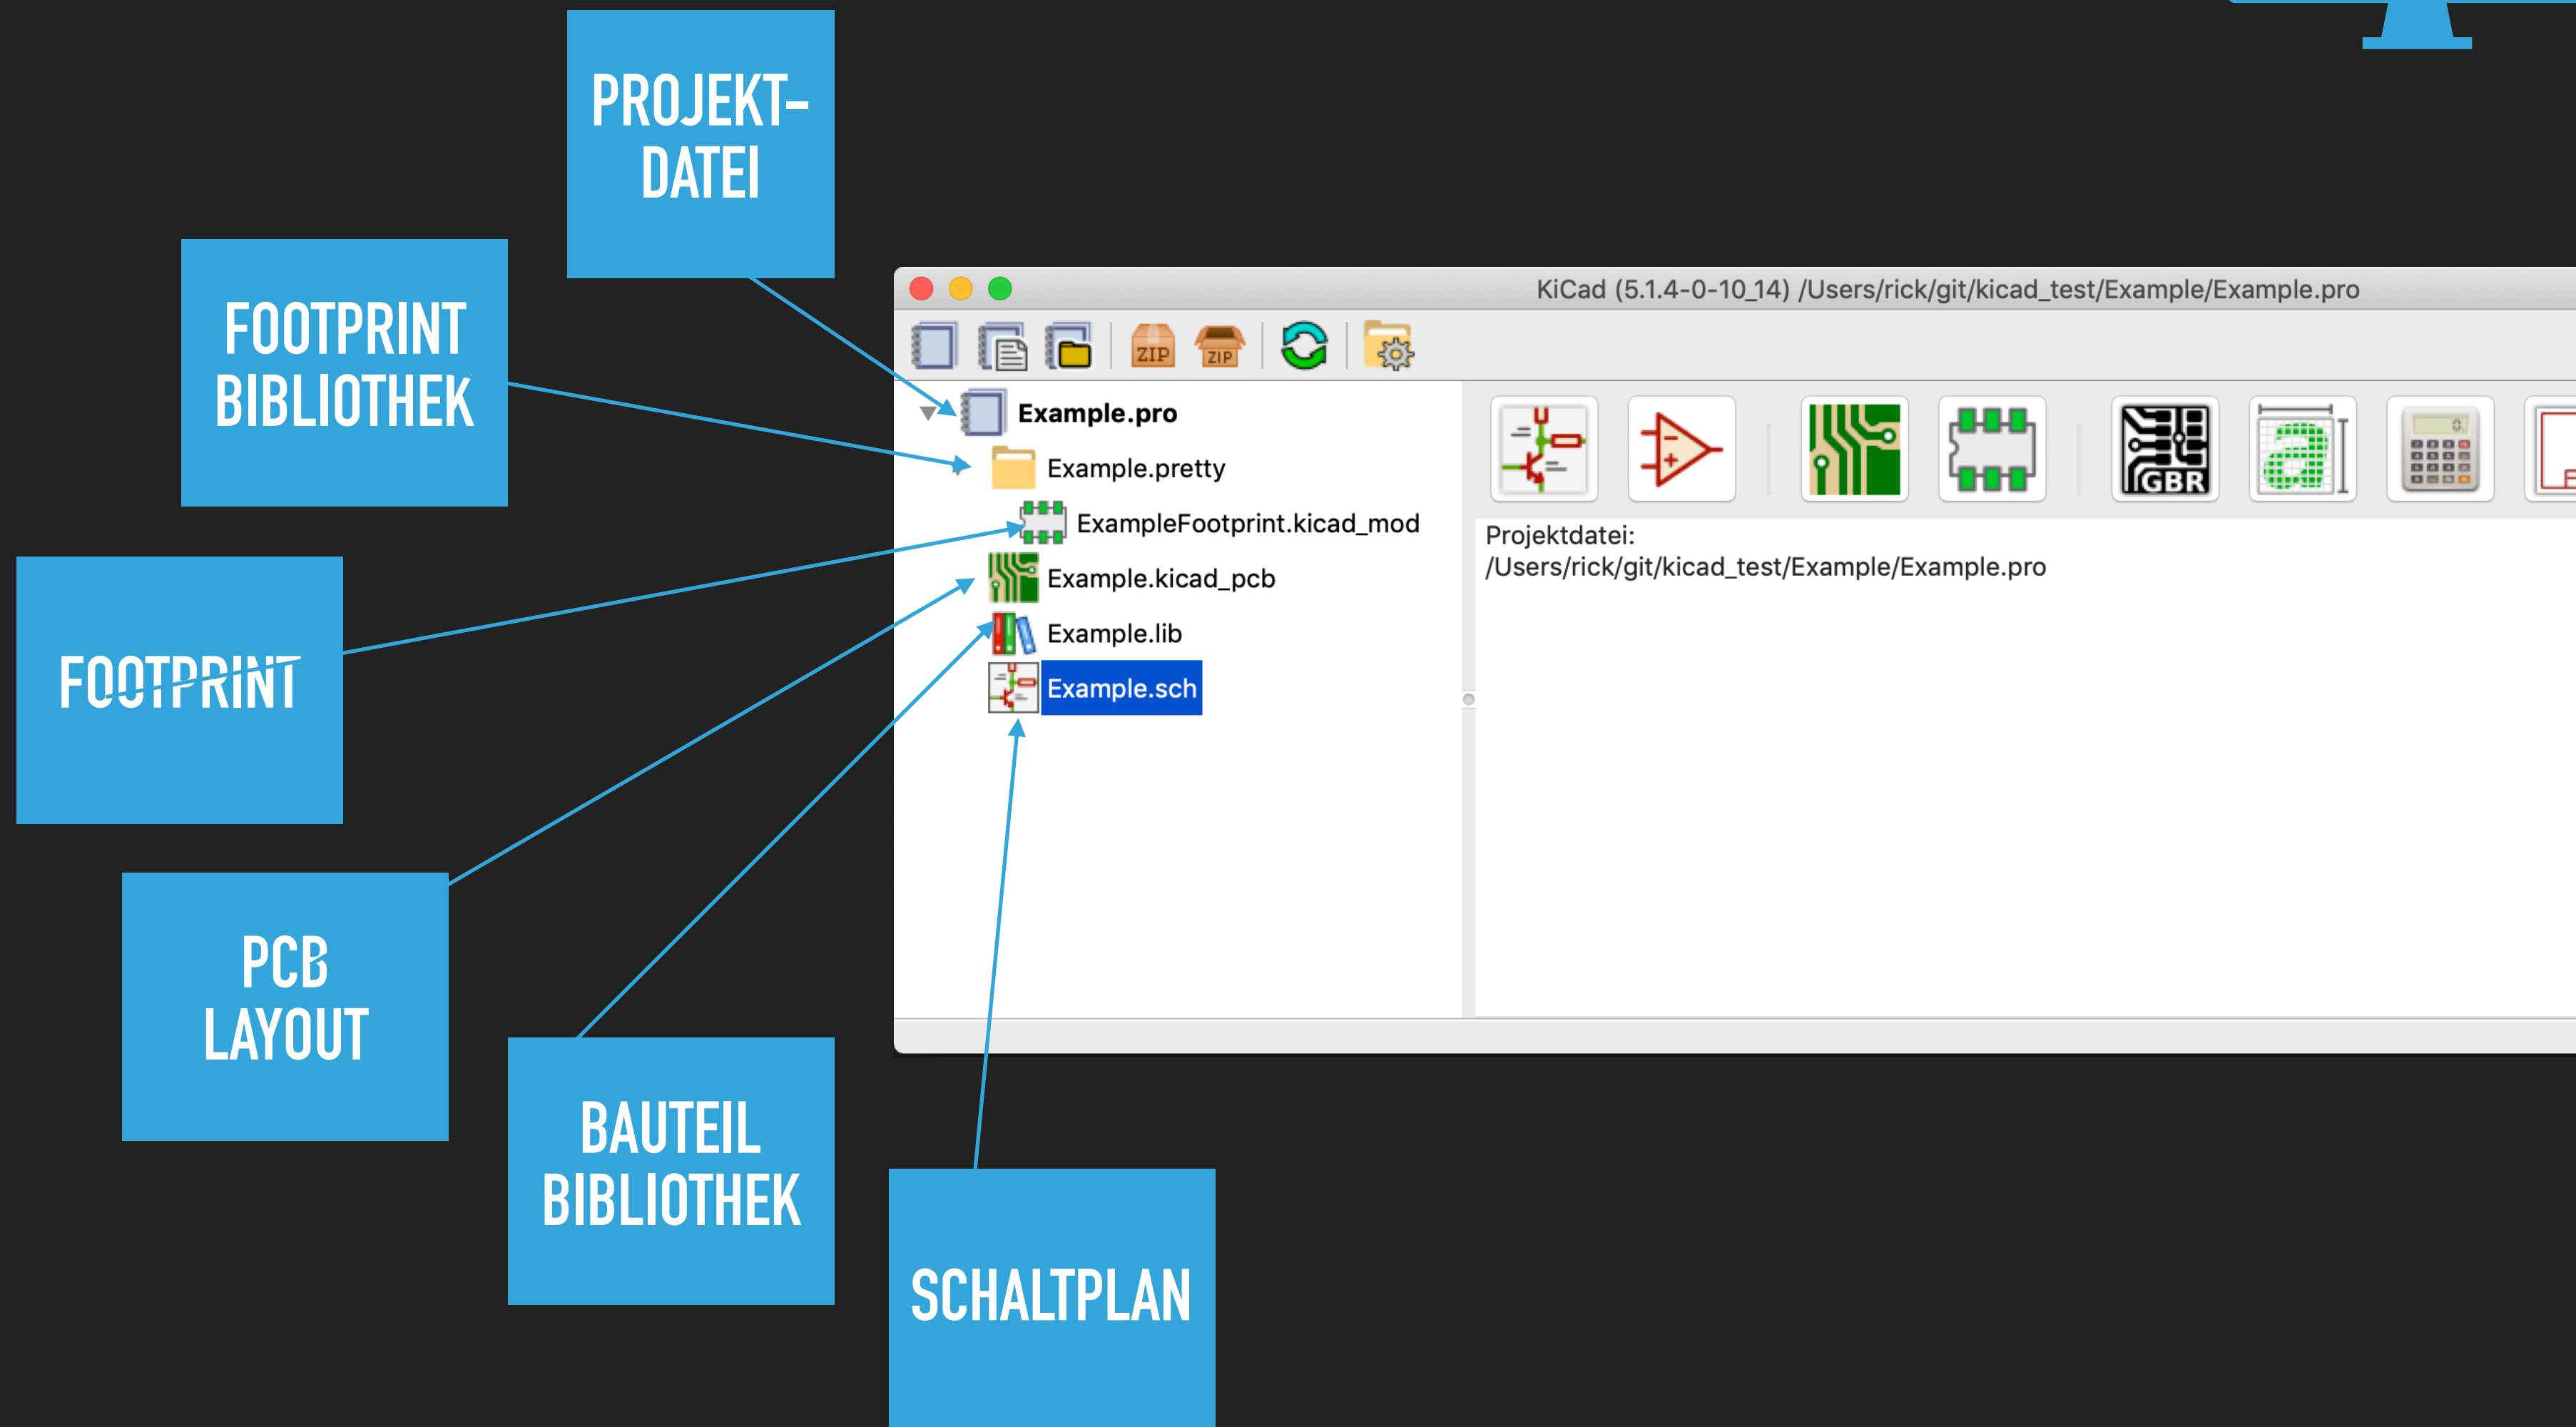 PROJEKT-
DATEI
FOOTPRINT
BIBLIOTHEK
FOOTPRINT
PCB
LAYOUT
BAUTEIL
BIBLIOTHEK
SCHALTPLAN
KiCad (5.1.4-0-10_14) /Users/rick/git/kicad_test/Example/Example.pro
ZIP ZIP
Example.pro
Example.pretty
ExampleFootprint.kicad_mod
Example.kicad_pcb
Example.lib
Example.sch
GBR a 0.
Projektdatei:
/Users/rick/git/kicad_test/Example/Example.pro